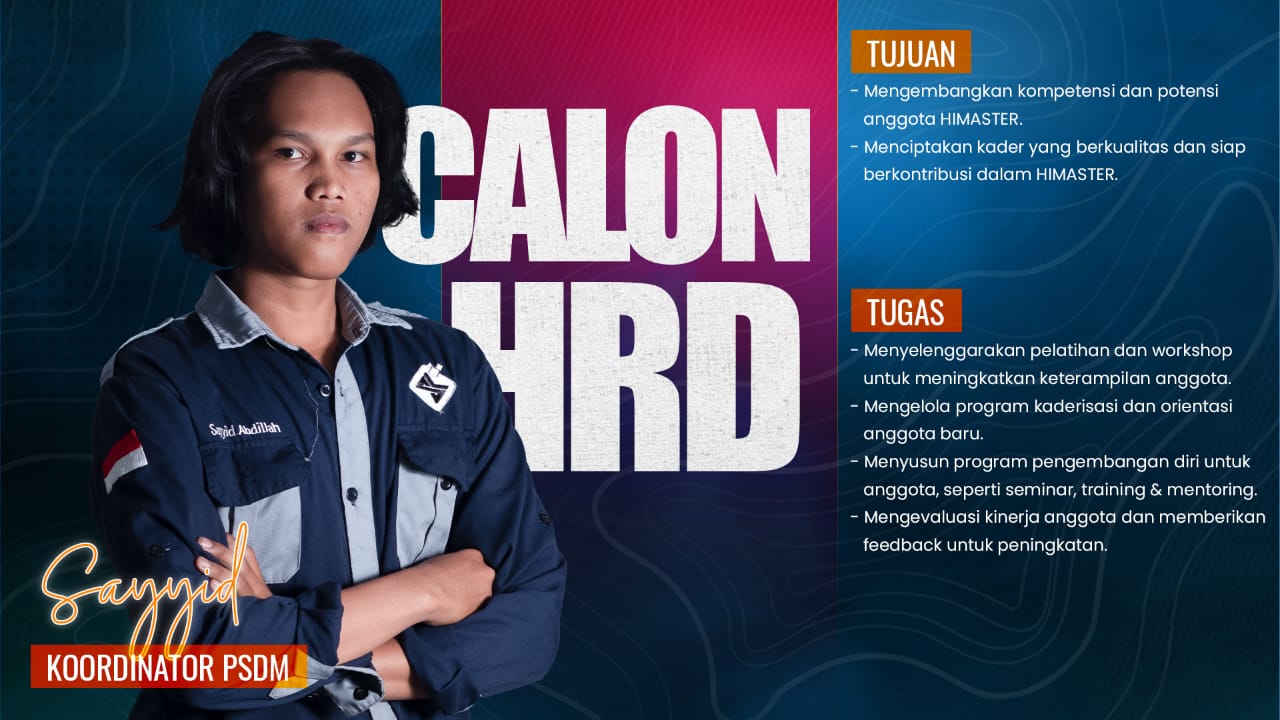 CALON
HRD
Sayyid Abdillah
Sayyid
KOORDINATOR PSDM
TUJUAN
- Mengembangkan kompetensi dan potensi
anggota HIMASTER.
- Menciptakan kader yang berkualitas dan siap
berkontribusi dalam HIMASTER.
TUGAS
- Menyelenggarakan pelatihan dan workshop
untuk meningkatkan keterampilan anggota.
- Mengelola program kaderisasi dan orientasi
anggota baru.
- Menyusun program pengembangan diri untuk
anggota, seperti seminar, training & mentoring.
- Mengevaluasi kinerja anggota dan memberikan
feedback untuk peningkatan.